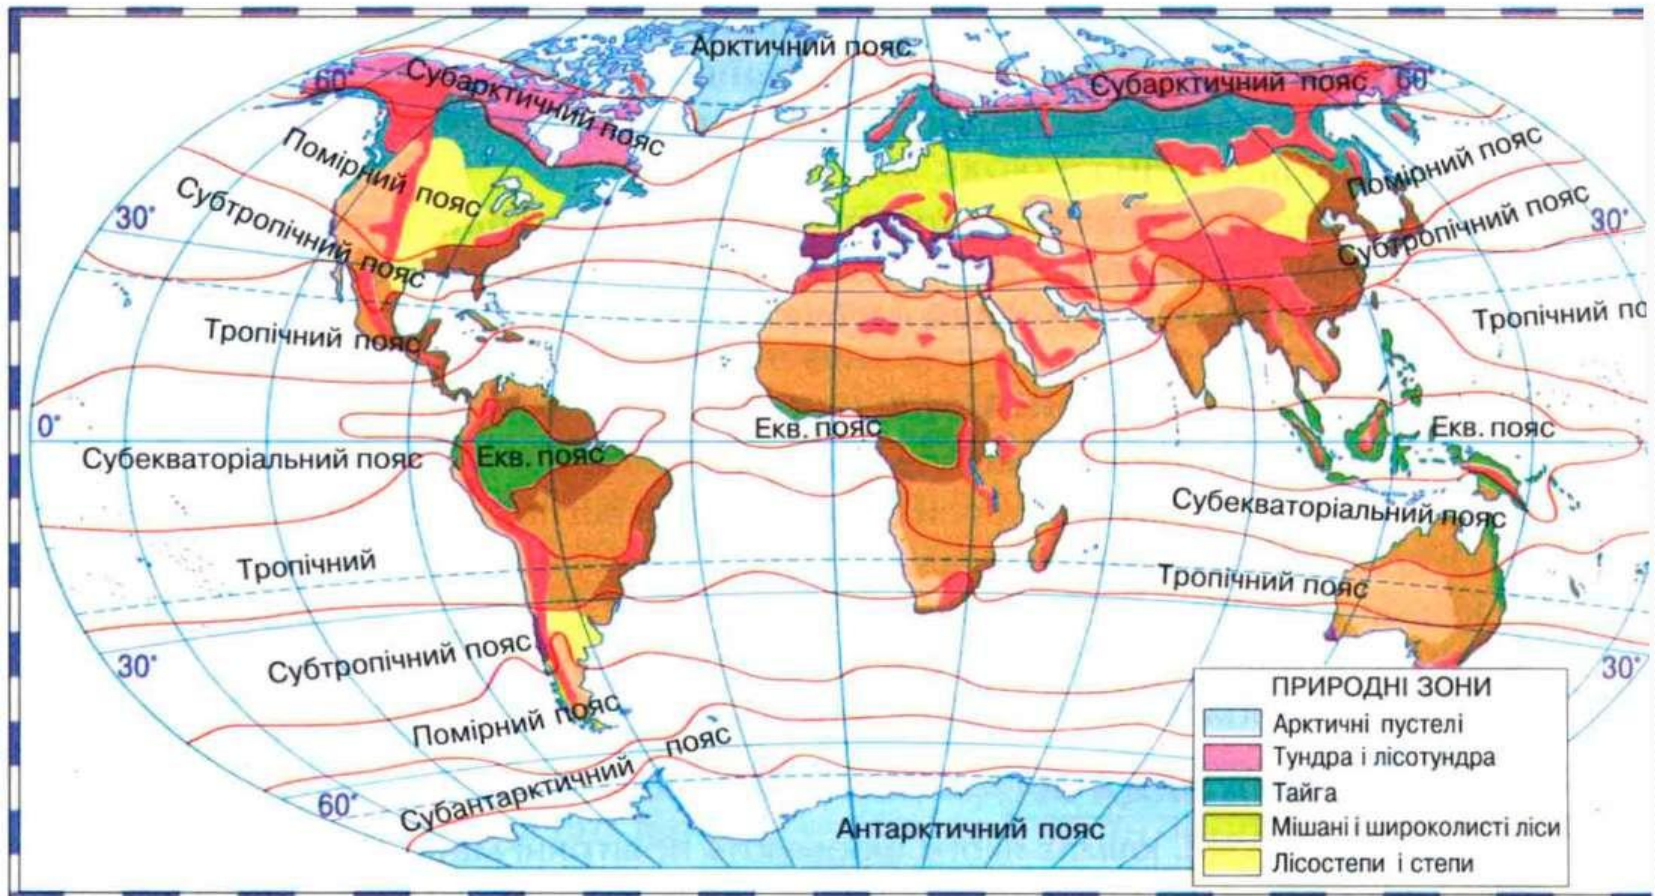 Арктичний пояс
Субарктичний пояс
Субарктичний пояс
60°
60°
Помірний пояс
Помірний пояс
Субтропічний пояс
Субтропічний пояс
30°
30°
Тропічний пояс
Тропічний по
0°
Екв. пояс
Екв. пояс
Екв. пояс
Субекваторіальний пояс
Субекваторіальний пояс
Тропічний
Тропічний пояс
30°
30°
Субтропічний пояс
Помірний пояс
Субантарктичний пояс
60°
Антарктичний пояс
ПРИРОДНІ ЗОНИ
Арктичні пустелі
Тундра і лісотундра
Тайга
Мішані і широколисті ліси
Лісостепи і степи